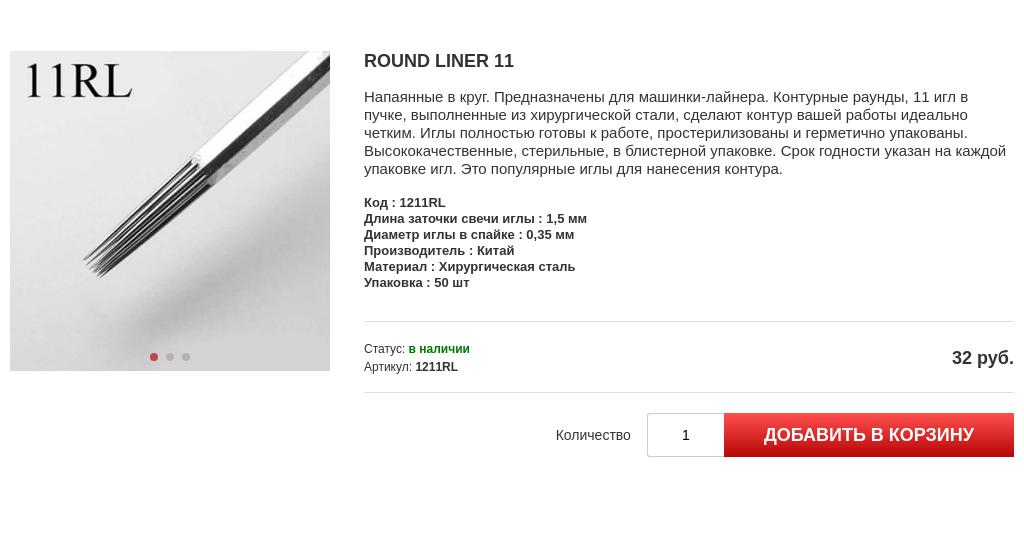 11RL
ROUND LINER 11
Напаянные в круг. Предназначены для машинки-лайнера. Контурные раунды, 11 игл в
пучке, выполненные из хирургической стали, сделают контур вашей работы идеально
четким. Иглы полностью готовы к работе, простерилизованы и герметично упакованы.
Высококачественные, стерильные, в блистерной упаковке. Срок годности указан на каждой
упаковке игл. Это популярные иглы для нанесения контура.
Код : 1211RL
Длина заточки свечи иглы : 1,5 мм
Диаметр иглы в спайке : 0,35 мм
Производитель : Китай
Материал : Хирургическая сталь
Упаковка : 50 шт
Статус: в наличии
Артикул: 1211RL
32 руб.
Количество
1
ДОБАВИТЬ В КОРЗИНУ